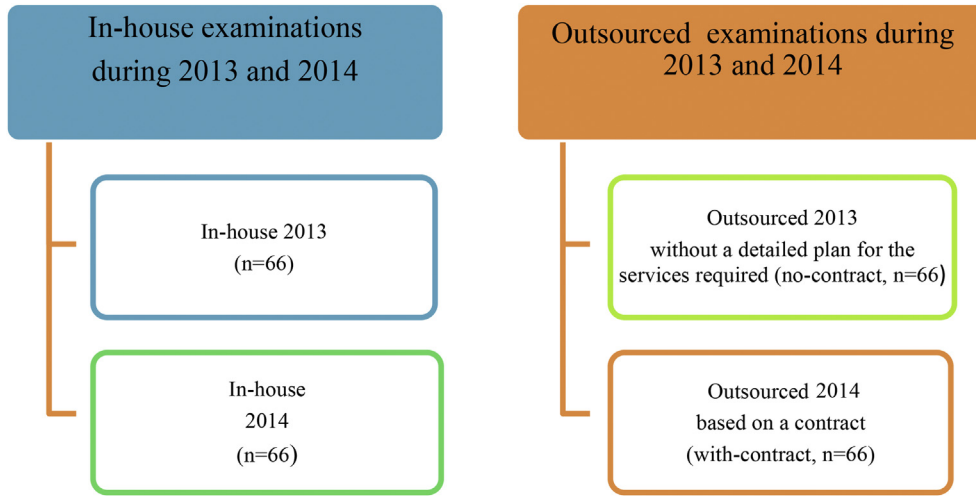 In-house examinations
during 2013 and 2014
In-house 2013
(n=66)
In-house
2014
(n=66)
Outsourced examinations during
2013 and 2014
Outsourced 2013
without a detailed plan for the
services required (no-contract, n=66)
Outsourced 2014
based on a contract
(with-contract, n=66)